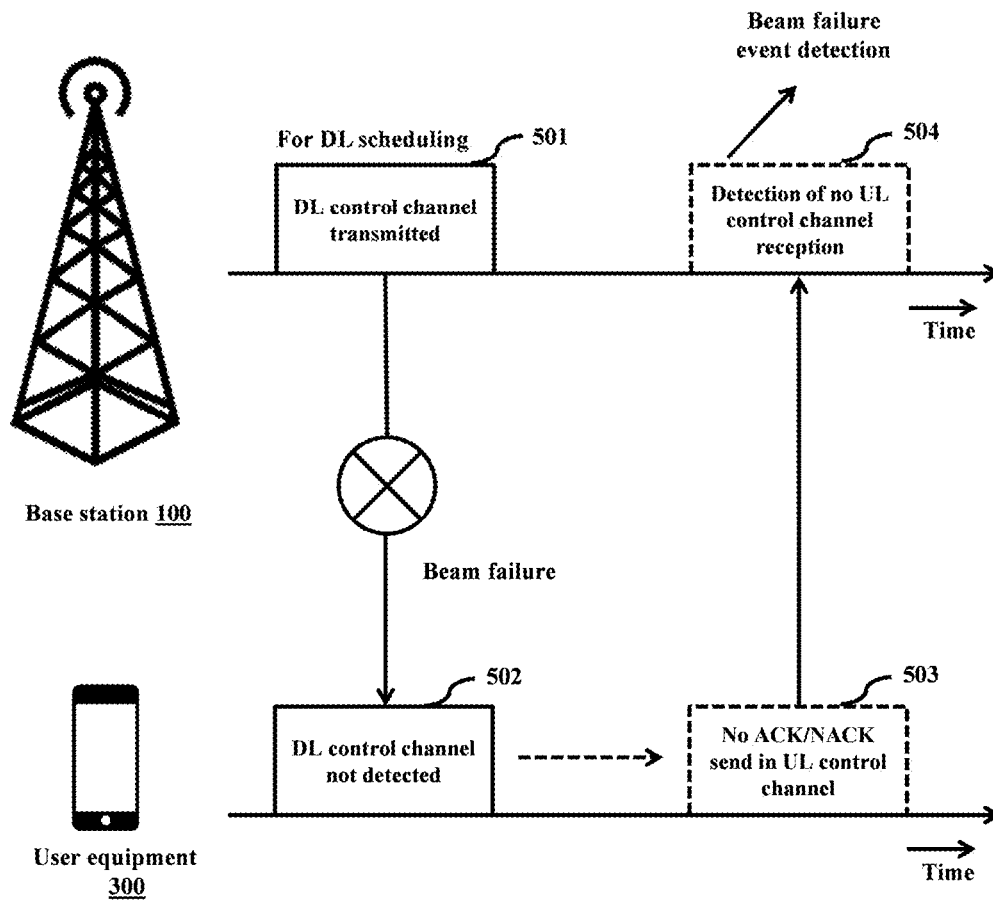 Beam failure
event detection
For DL scheduling
501
504
DL control channel
transmitted
Detection of no UL
control channel
reception
Time
Base station 100
Beam failure
502
503
DL control channel
not detected
No ACK/NACK
send in UL control
channel
User equipment
300
Time